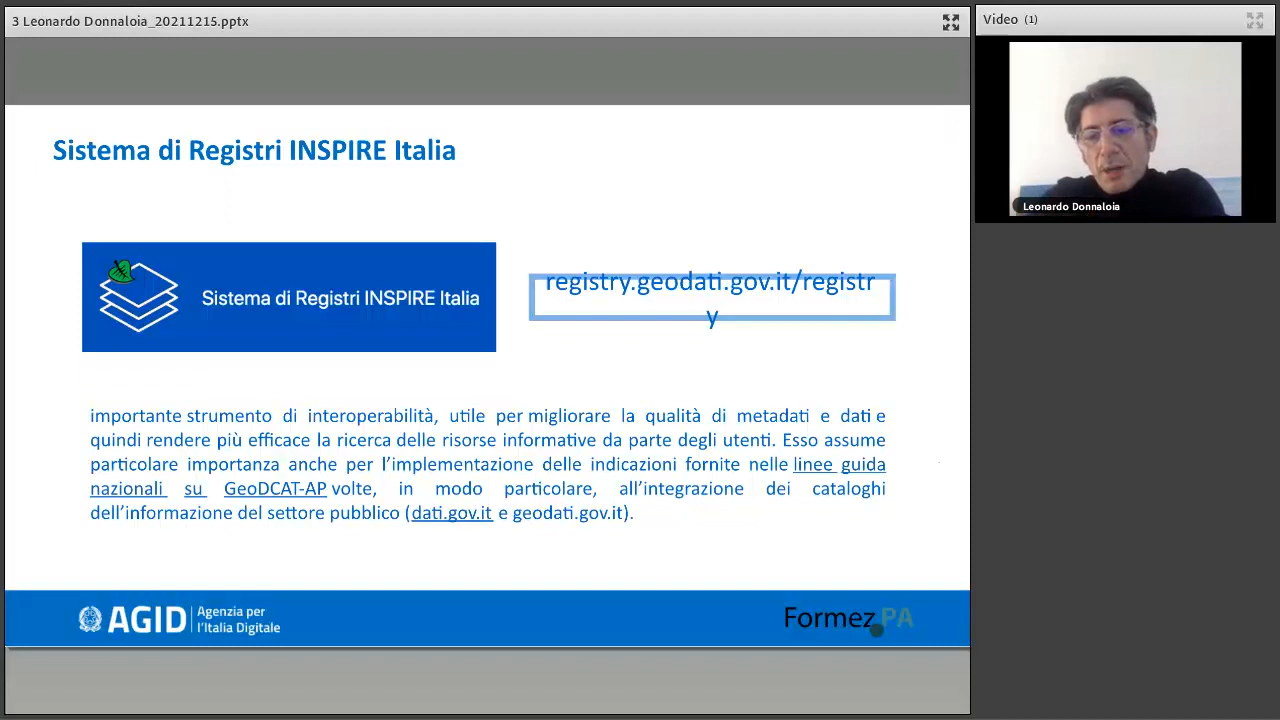 3 Leonardo Donnaloia_20211215.pptx
Video (1)
Leonardo Donnaloia
Sistema di Registri INSPIRE Italia
Sistema di Registri INSPIRE Italia
registry.geodati.gov.it/registr
y
importante strumento di interoperabilità, utile per migliorare la qualità di metadati e dati e
quindi rendere più efficace la ricerca delle risorse informative da parte degli utenti. Esso assume
particolare importanza anche per l’implementazione delle indicazioni fornite nelle linee guida
nazionali su GeoDCAT-AP volte, in modo particolare, all’integrazione dei cataloghi
dell’informazione del settore pubblico (dati.gov.it e geodati.gov.it).
AGID
Agenzia per
l’Italia Digitale
Formez PA